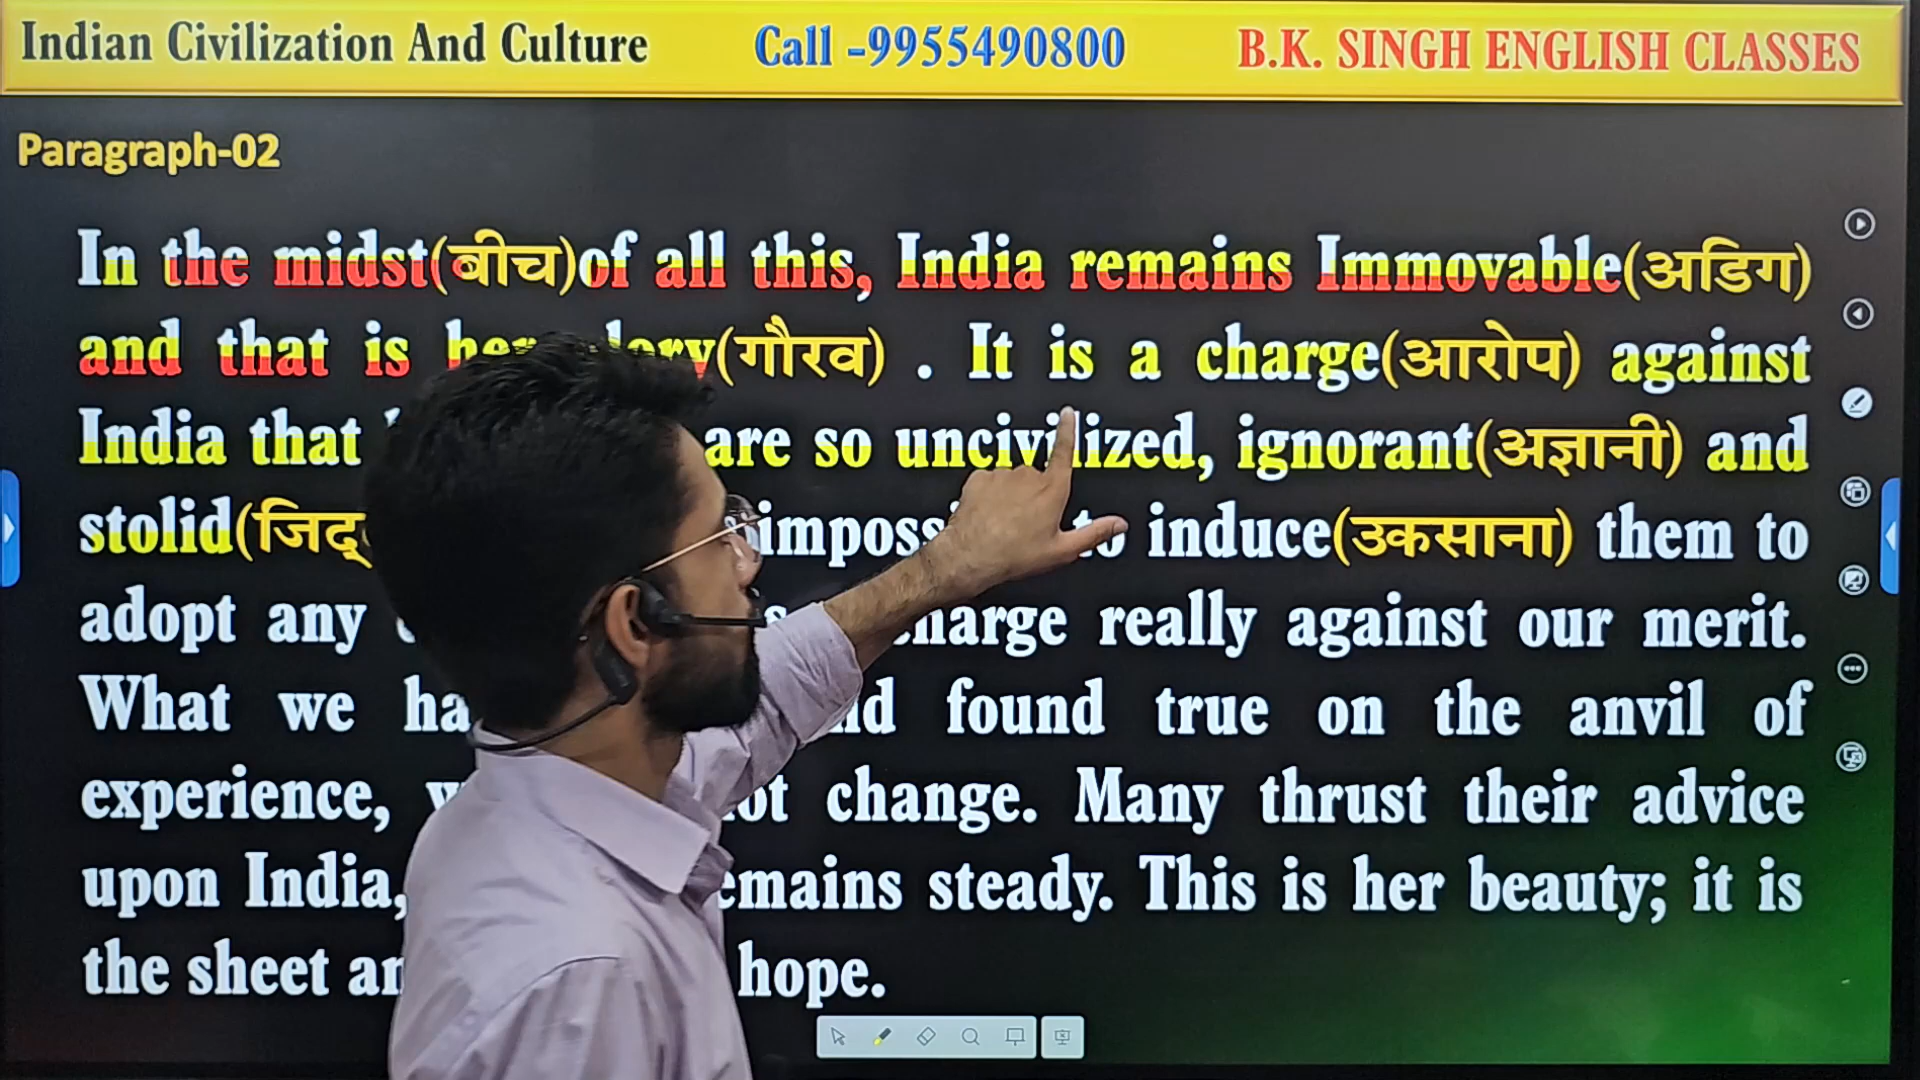 Indian Civilization And Culture Call -9955490800 B.K. SINGH ENGLISH CLASSES
Paragraph-02
In the midst(बीच)of all this, India remains Immovable(अडिग)
and that is her glory(गौरव) . It is a charge(आरोप) against
India that are so uncivilized, ignorant(अज्ञानी) and
stolid(जिद् to induce(उकसाना) them to
adopt any charge really against our merit.
What we found true on the anvil of
experience, change. Many thrust their advice
upon India, remains steady. This is her beauty; it is
the sheet hope.